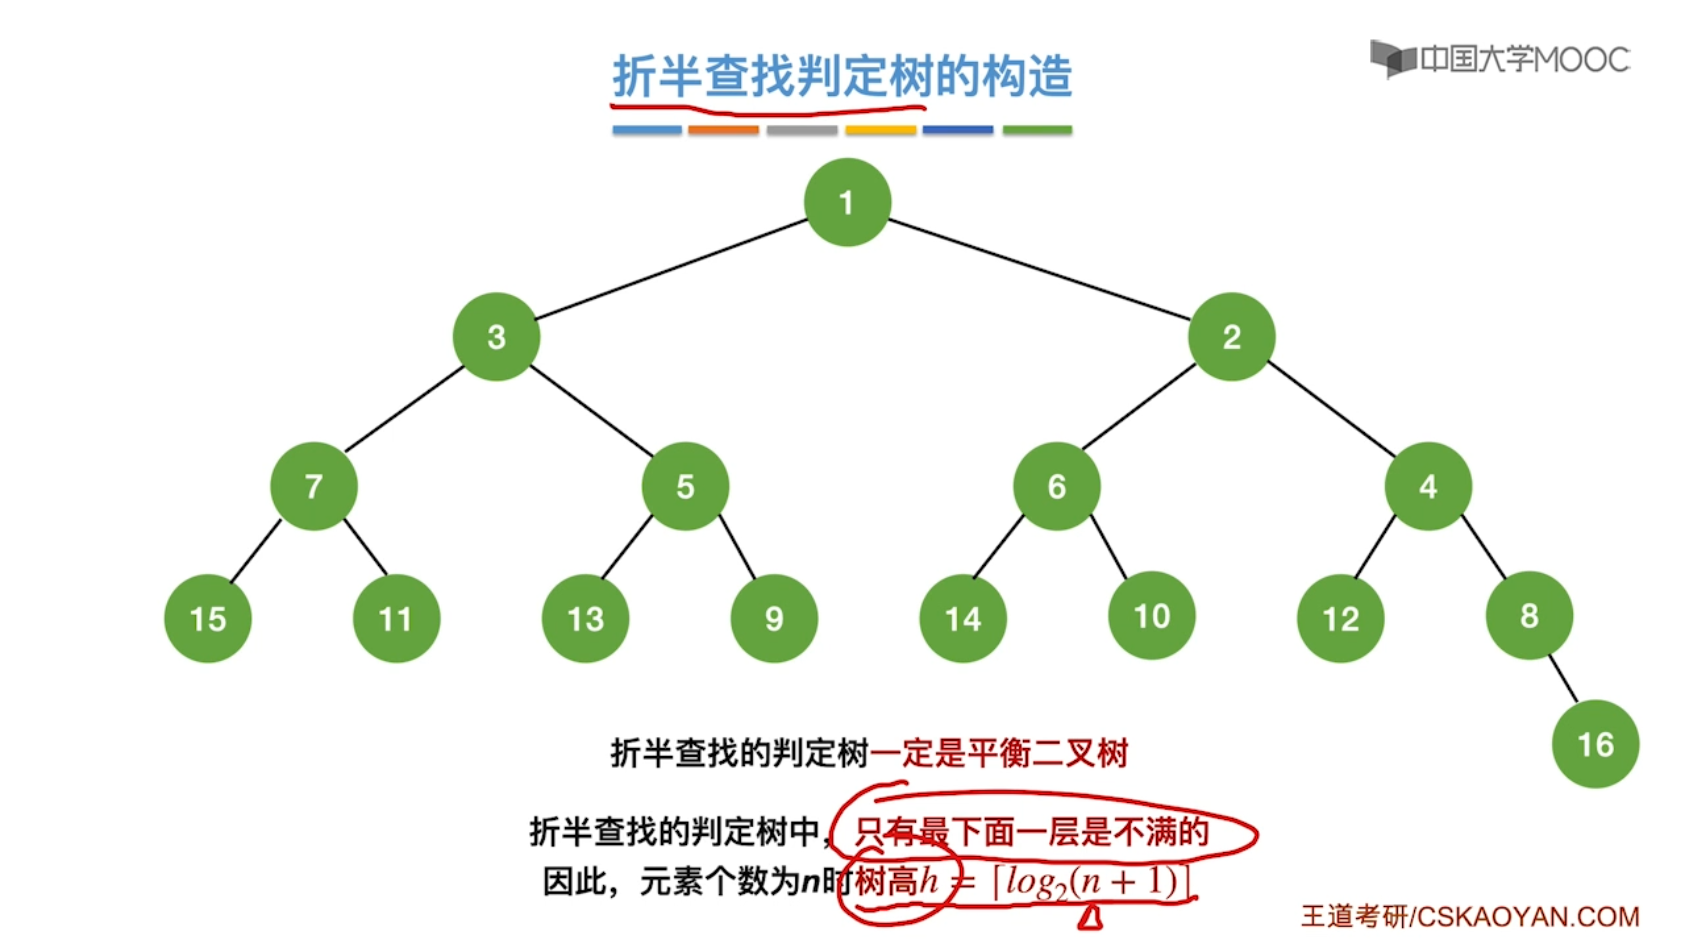 折半查找判定树的构造
中国大学MOOC
1
3
2
7
5
6
4
15
11
13
9
14
10
12
8
16
折半查找的判定树一定是平衡二叉树
折半查找的判定树中，只有最下面一层是不满的
因此，元素个数为n时树高h = ⌈log₂(n + 1)⌉
王道考研/CSKAOYAN.COM